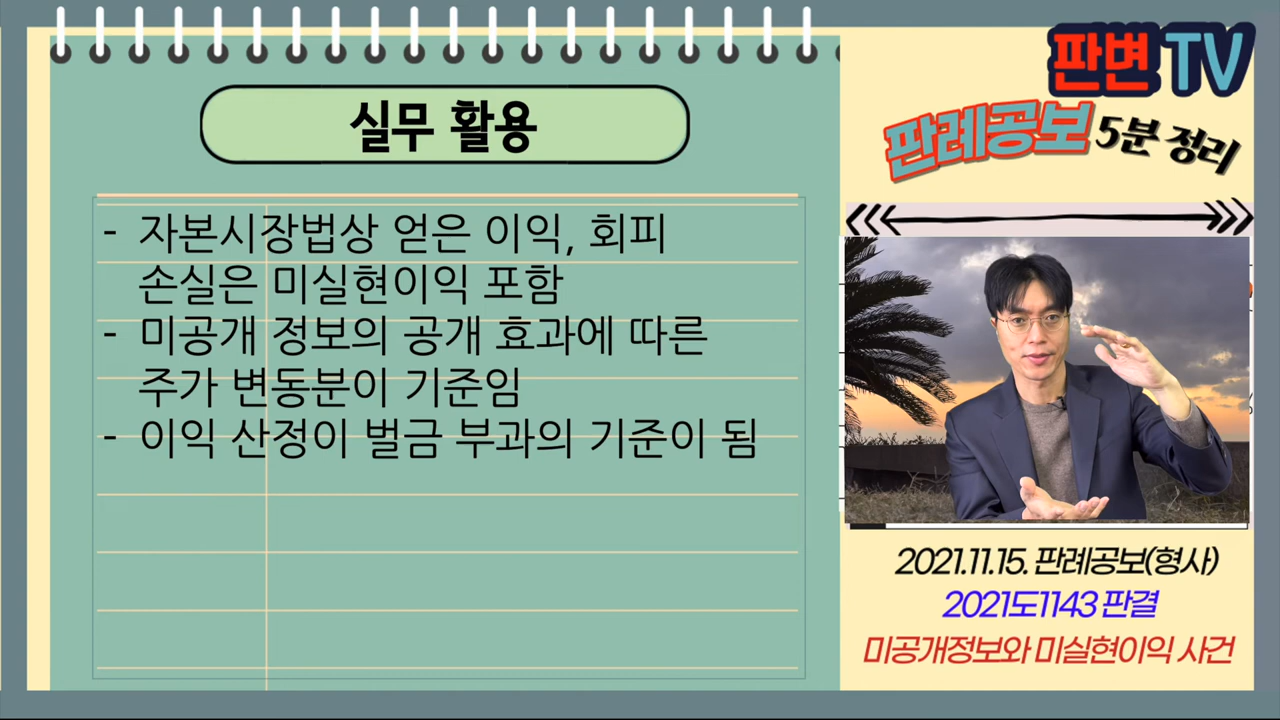 실무 활용
- 자본시장법상 얻은 이익, 회피
손실은 미실현이익 포함
- 미공개 정보의 공개 효과에 따른
주가 변동분이 기준임
- 이익 산정이 벌금 부과의 기준이 됨
판변 TV
판례공보 5분 정리
2021.11.15. 판례공보(형사)
2021도1143 판결
미공개정보와 미실현이익 사건